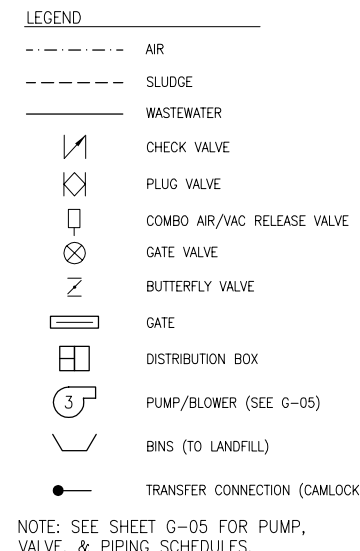 LEGEND
AIR
SLUDGE
WASTEWATER
CHECK VALVE
PLUG VALVE
COMBO AIR/VAC RELEASE VALVE
GATE VALVE
BUTTERFLY VALVE
GATE
DISTRIBUTION BOX
3 PUMP/BLOWER (SEE G-05)
BINS (TO LANDFILL)
TRANSFER CONNECTION (CAMLOCK
NOTE: SEE SHEET G-05 FOR PUMP,
VALVE, & PIPING SCHEDULES.